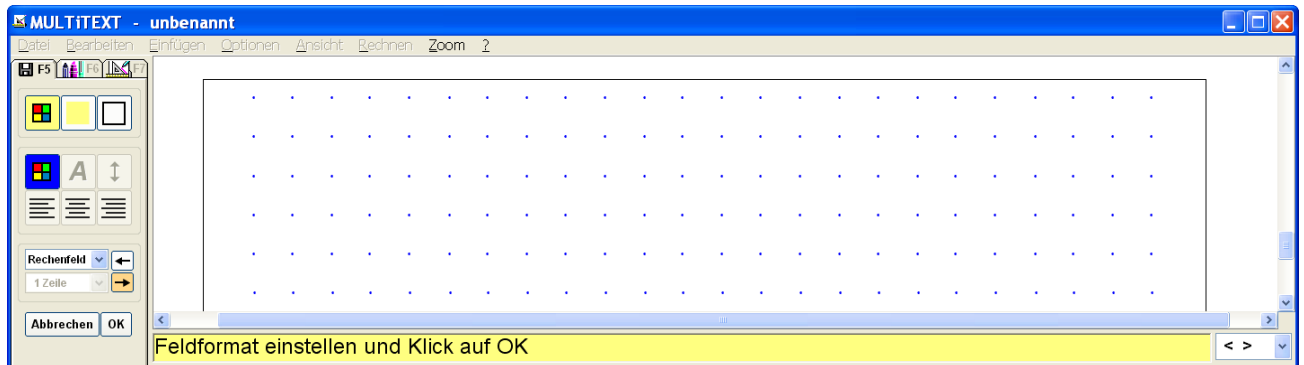 MULTiTEXT - unbenannt
Datei Bearbeiten Einfügen Optionen Ansicht Rechnen Zoom ?
F5 F6 F7
A
Rechenfeld
1 Zeile
Abbrechen OK
Feldformat einstellen und Klick auf OK
< >